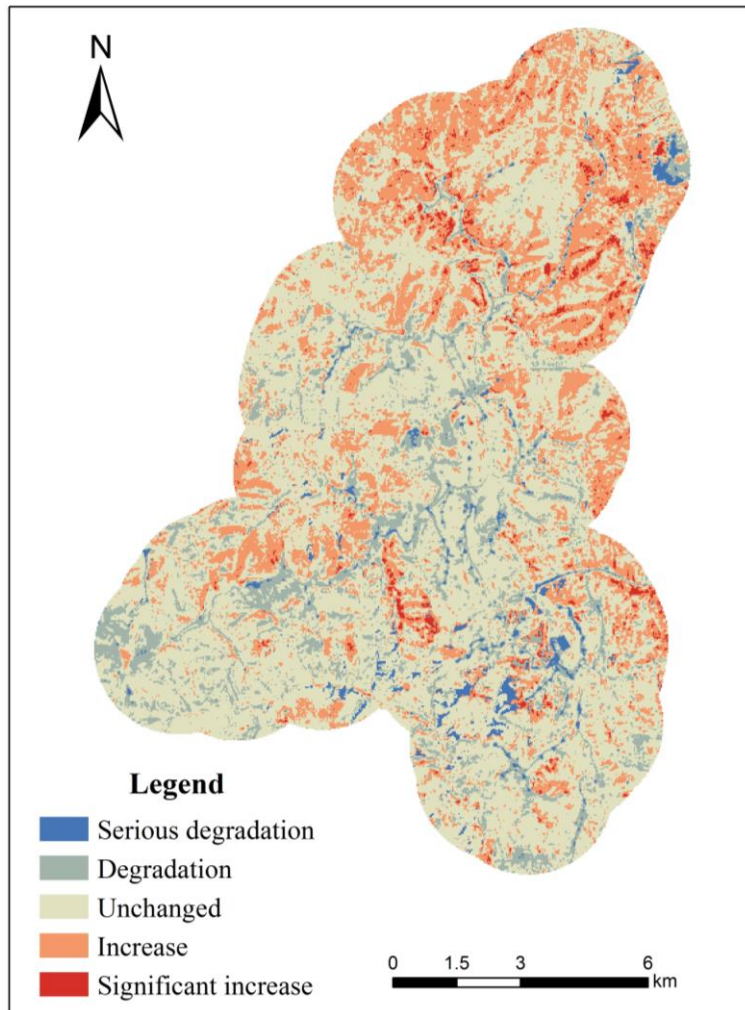 N
Legend
Serious degradation
Degradation
Unchanged
Increase
Significant increase
0 1.5 3 6
km